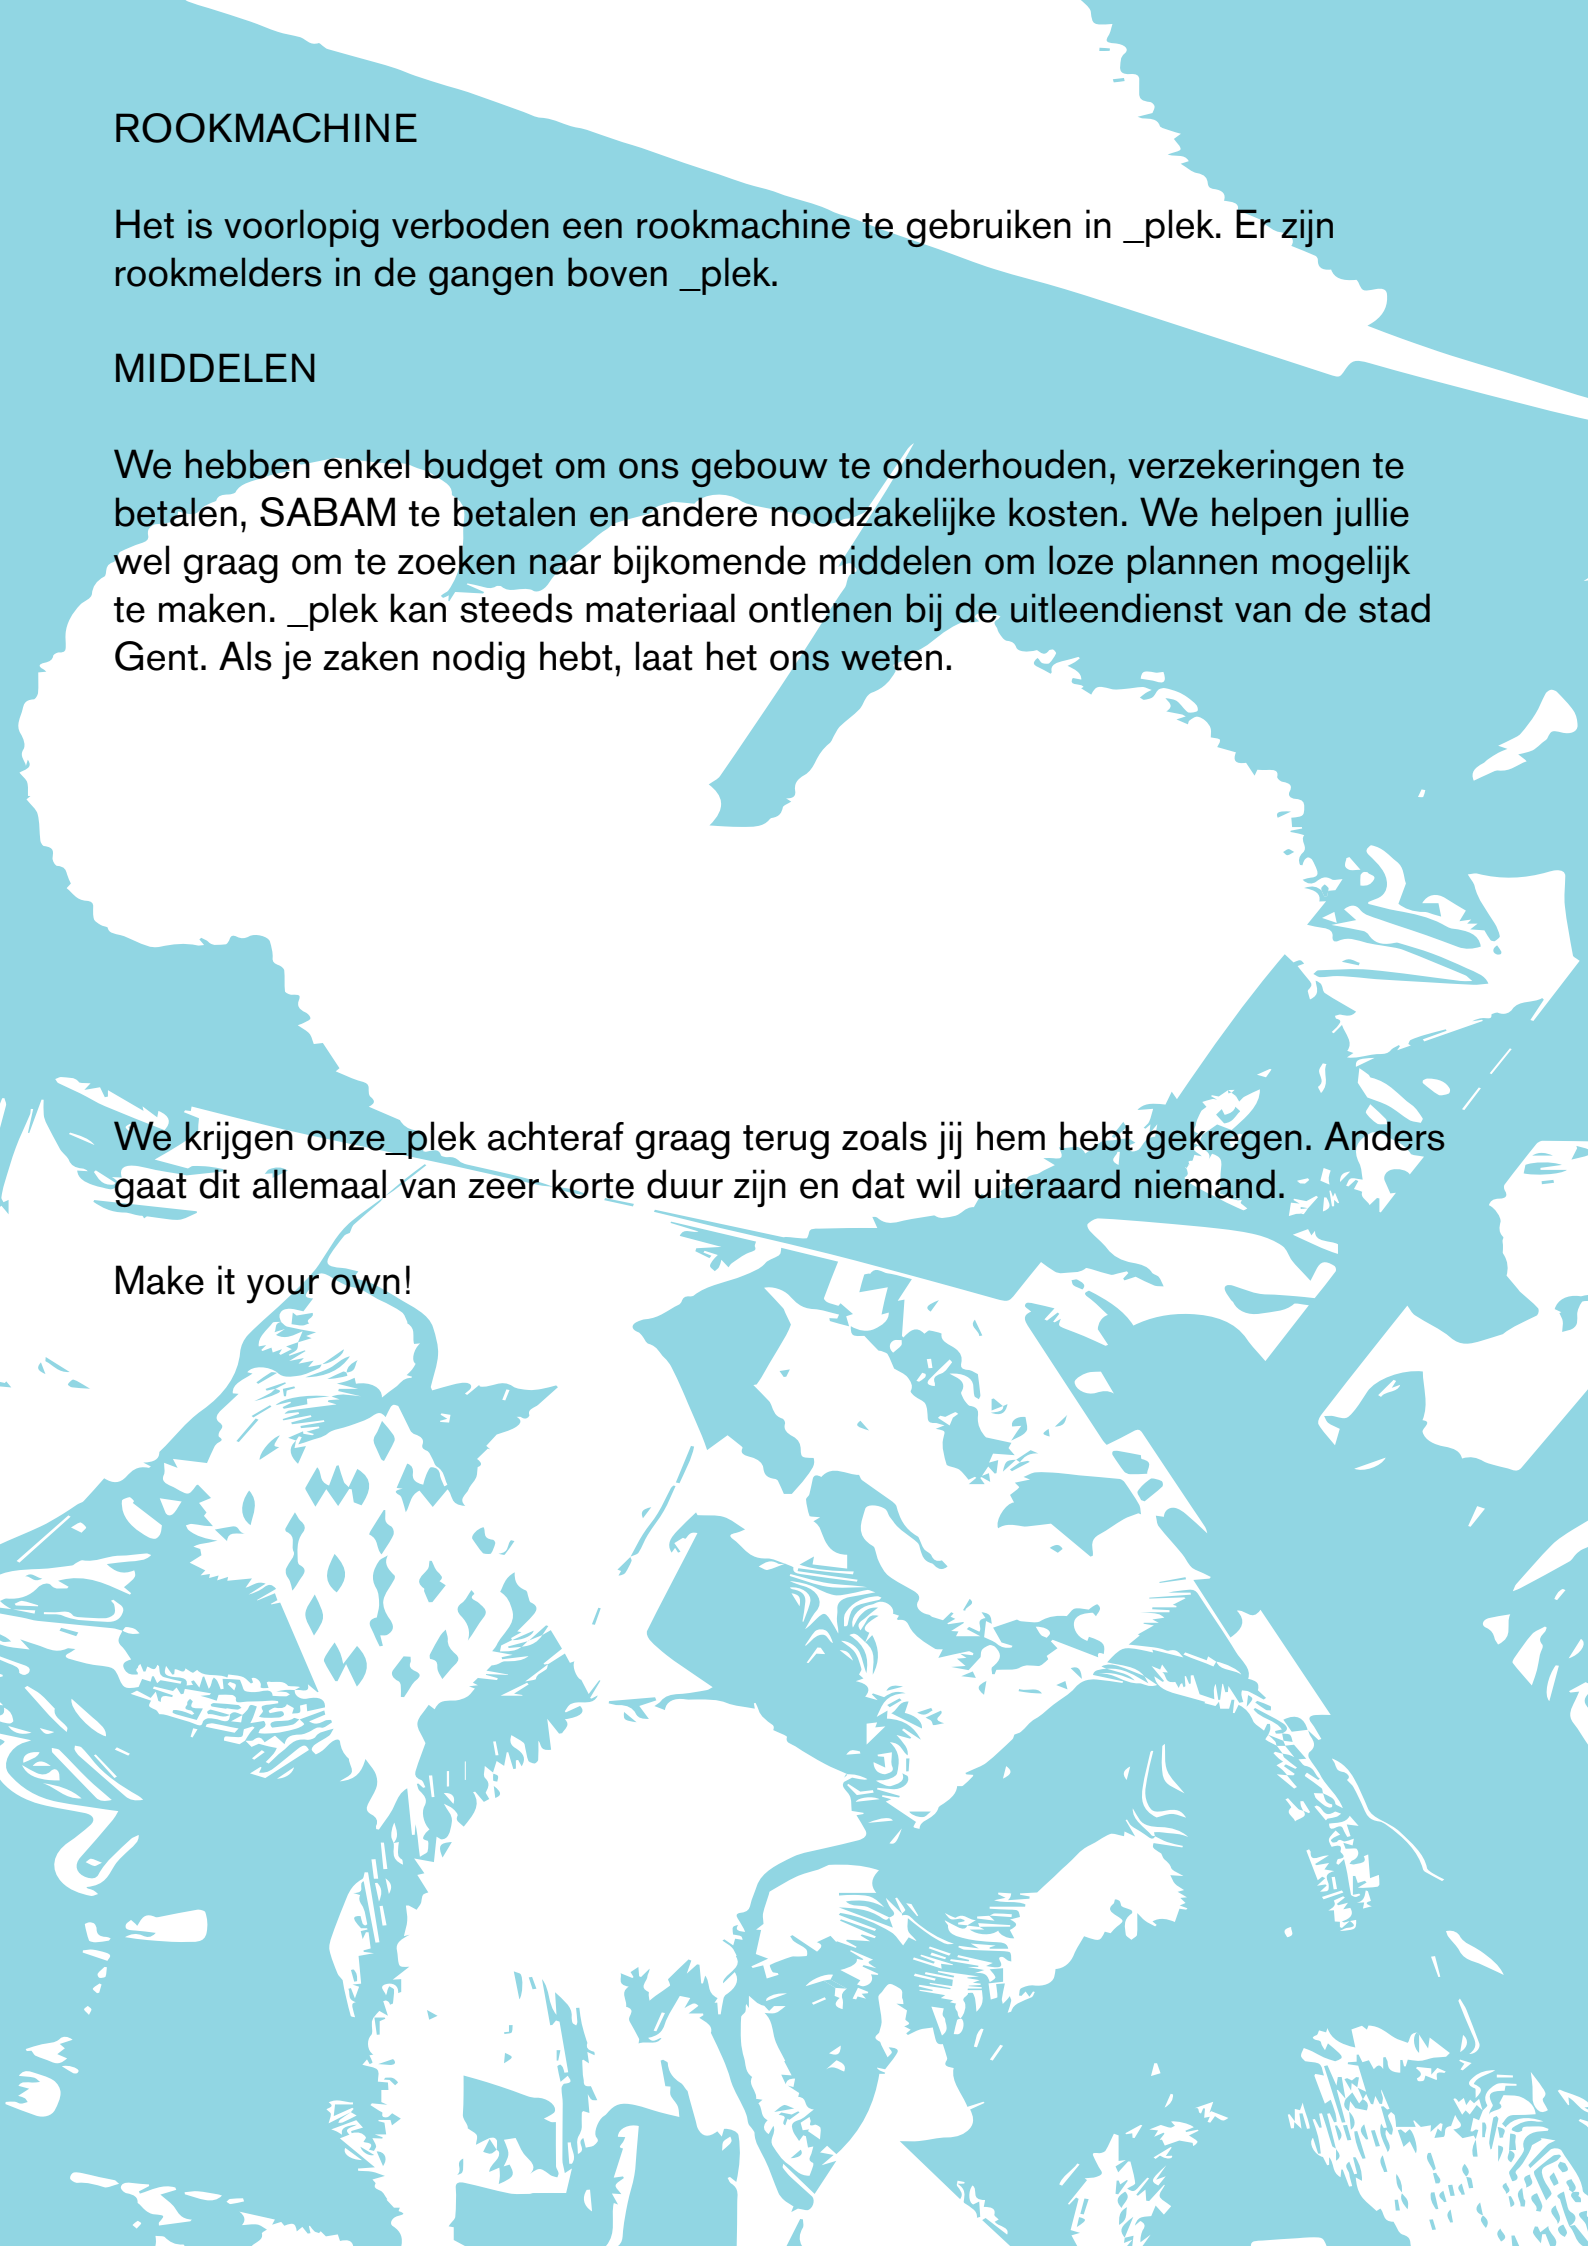 ROOKMACHINE
Het is voorlopig verboden een rookmachine te gebruiken in _plek. Er zijn
rookmelders in de gangen boven _plek.
MIDDELEN
We hebben enkel budget om ons gebouw te onderhouden, verzekeringen te
betalen, SABAM te betalen en andere noodzakelijke kosten. We helpen jullie
wel graag om te zoeken naar bijkomende middelen om loze plannen mogelijk
te maken. _plek kan steeds materiaal ontlenen bij de uitleendienst van de stad
Gent. Als je zaken nodig hebt, laat het ons weten.
We krijgen onze_plek achteraf graag terug zoals jij hem hebt gekregen. Anders
gaat dit allemaal van zeer korte duur zijn en dat wil uiteraard niemand.
Make it your own!